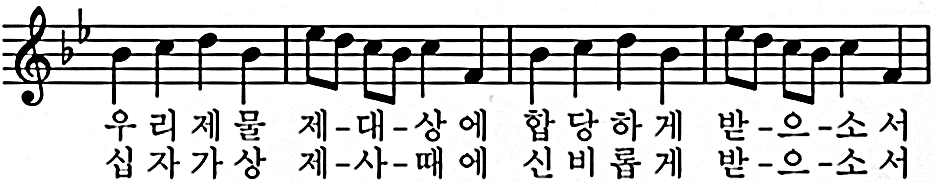 우리제물 제-대-상에 합당하게 받-으-소서
십자가상 제-사-때에 신비롭게 받-으-소서